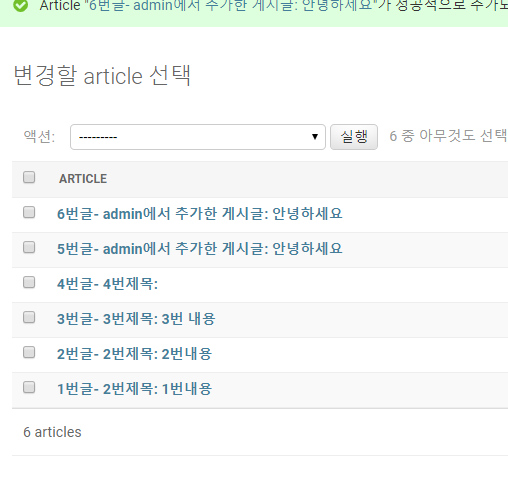 Article "6번글- admin에서 추가한 게시글: 안녕하세요"가 성공적으로
변경할 article 선택
액션: --------- 실행 6 중 아무것도 선택
ARTICLE
6번글- admin에서 추가한 게시글: 안녕하세요
5번글- admin에서 추가한 게시글: 안녕하세요
4번글- 4번제목:
3번글- 3번제목: 3번 내용
2번글- 2번제목: 2번내용
1번글- 2번제목: 1번내용
6 articles